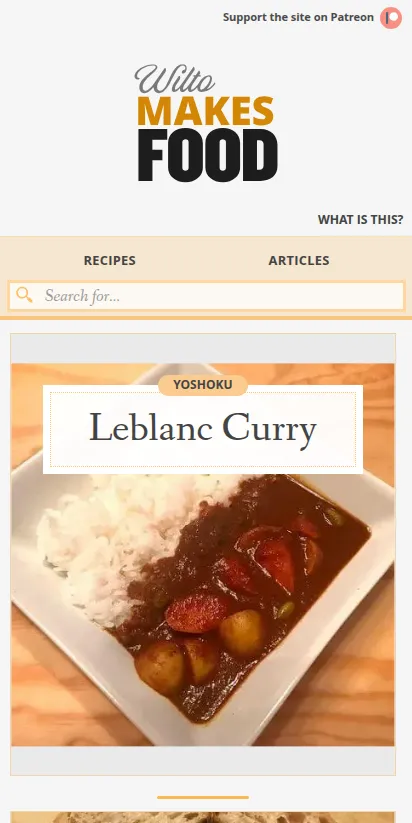 Support the site on Patreon
Wilto
MAKES
FOOD
WHAT IS THIS?
RECIPES
ARTICLES
Search for...
YOSHOKU
Leblanc Curry